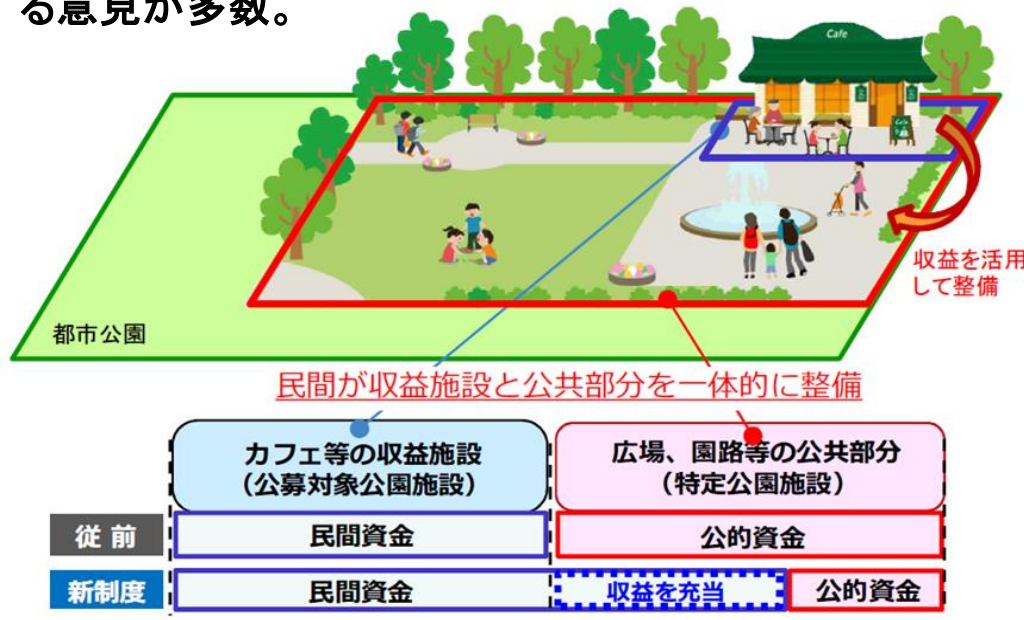 る意見が多数。
Cafe
Cafe
収益を活用
して整備
都市公園
民間が収益施設と公共部分を一体的に整備
カフェ等の収益施設
(公募対象公園施設)
広場、園路等の公共部分
(特定公園施設)
従前
民間資金
公的資金
新制度
民間資金
収益を充当
公的資金